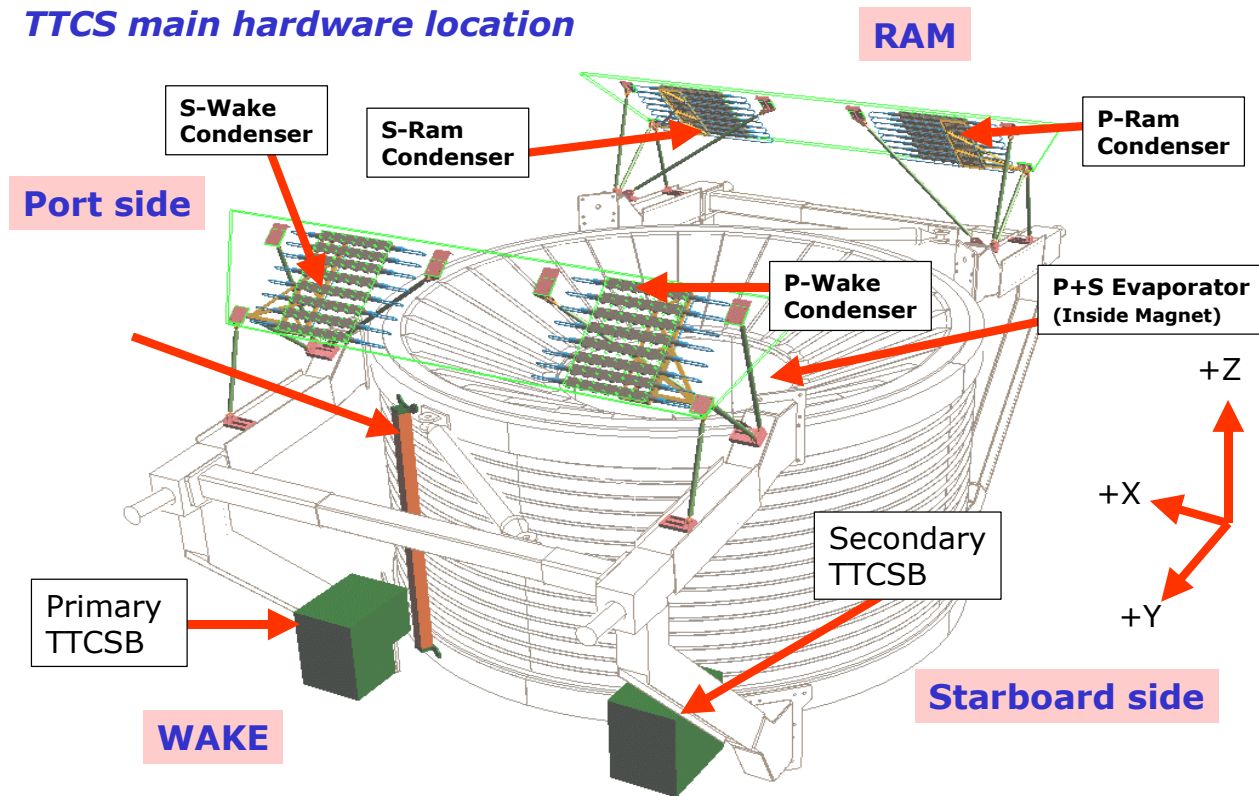 TTCS main hardware location
RAM
S-Wake
Condenser
S-Ram
Condenser
P-Ram
Condenser
Port side
P-Wake
Condenser
P+S Evaporator
(Inside Magnet)
+Z
+X
+Y
Secondary
TTCSB
Primary
TTCSB
Starboard side
WAKE